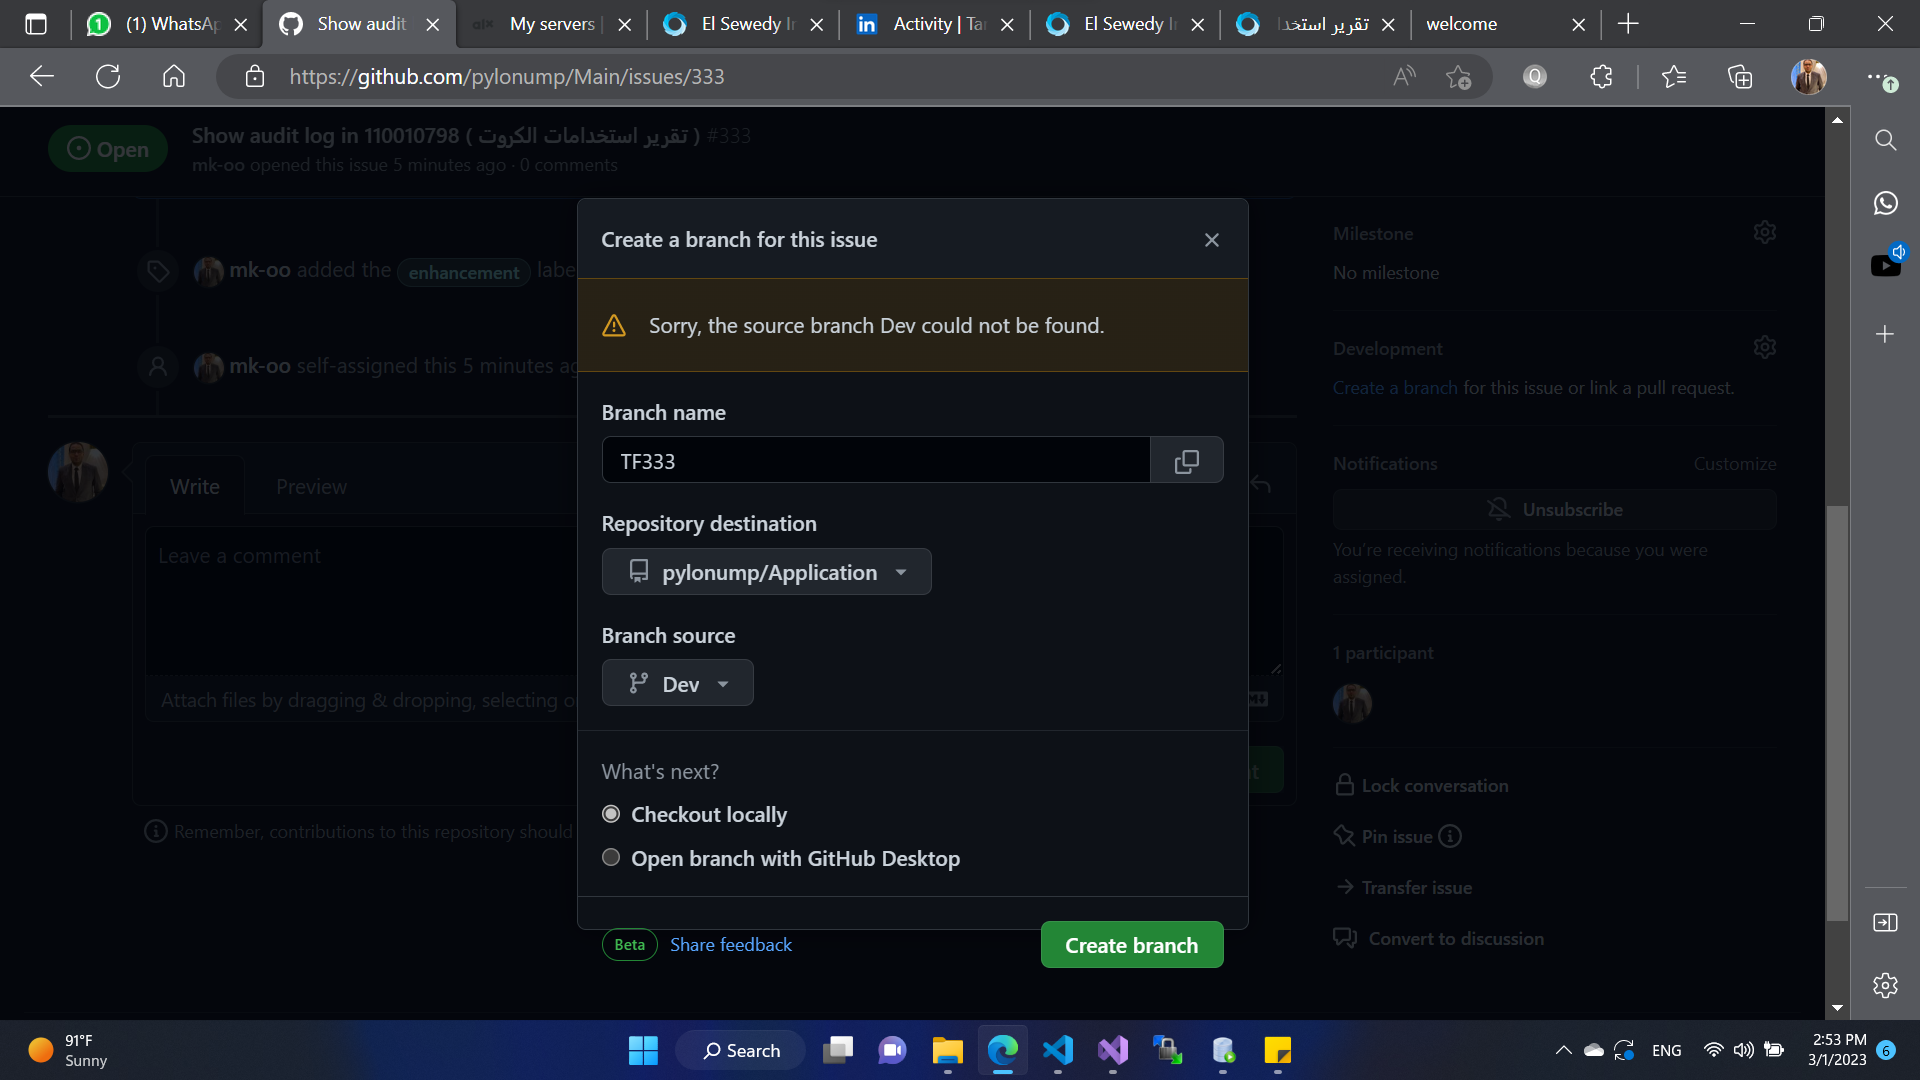 (1) WhatsAp
Show audit
My servers |
El Sewedy In
Activity | Tar
El Sewedy In
تقرير استخدا
welcome
https://github.com/pylonump/Main/issues/333
Open
Show audit log in 110010798 ( تقرير استخدامات الكروت ) #333
mk-oo opened this issue 5 minutes ago · 0 comments
Create a branch for this issue
Sorry, the source branch Dev could not be found.
Branch name
TF333
Repository destination
pylonump/Application
Branch source
Dev
What's next?
Checkout locally
Open branch with GitHub Desktop
Beta
Share feedback
Create branch
mk-oo added the enhancement labe
mk-oo self-assigned this 5 minutes ag
Write
Preview
Leave a comment
Attach files by dragging & dropping, selecting o
Remember, contributions to this repository should
Milestone
No milestone
Development
Create a branch for this issue or link a pull request.
Notifications
Customize
Unsubscribe
You're receiving notifications because you were
assigned.
1 participant
Lock conversation
Pin issue
Transfer issue
Convert to discussion
91°F
Sunny
Search
ENG
2:53 PM
3/1/2023
6